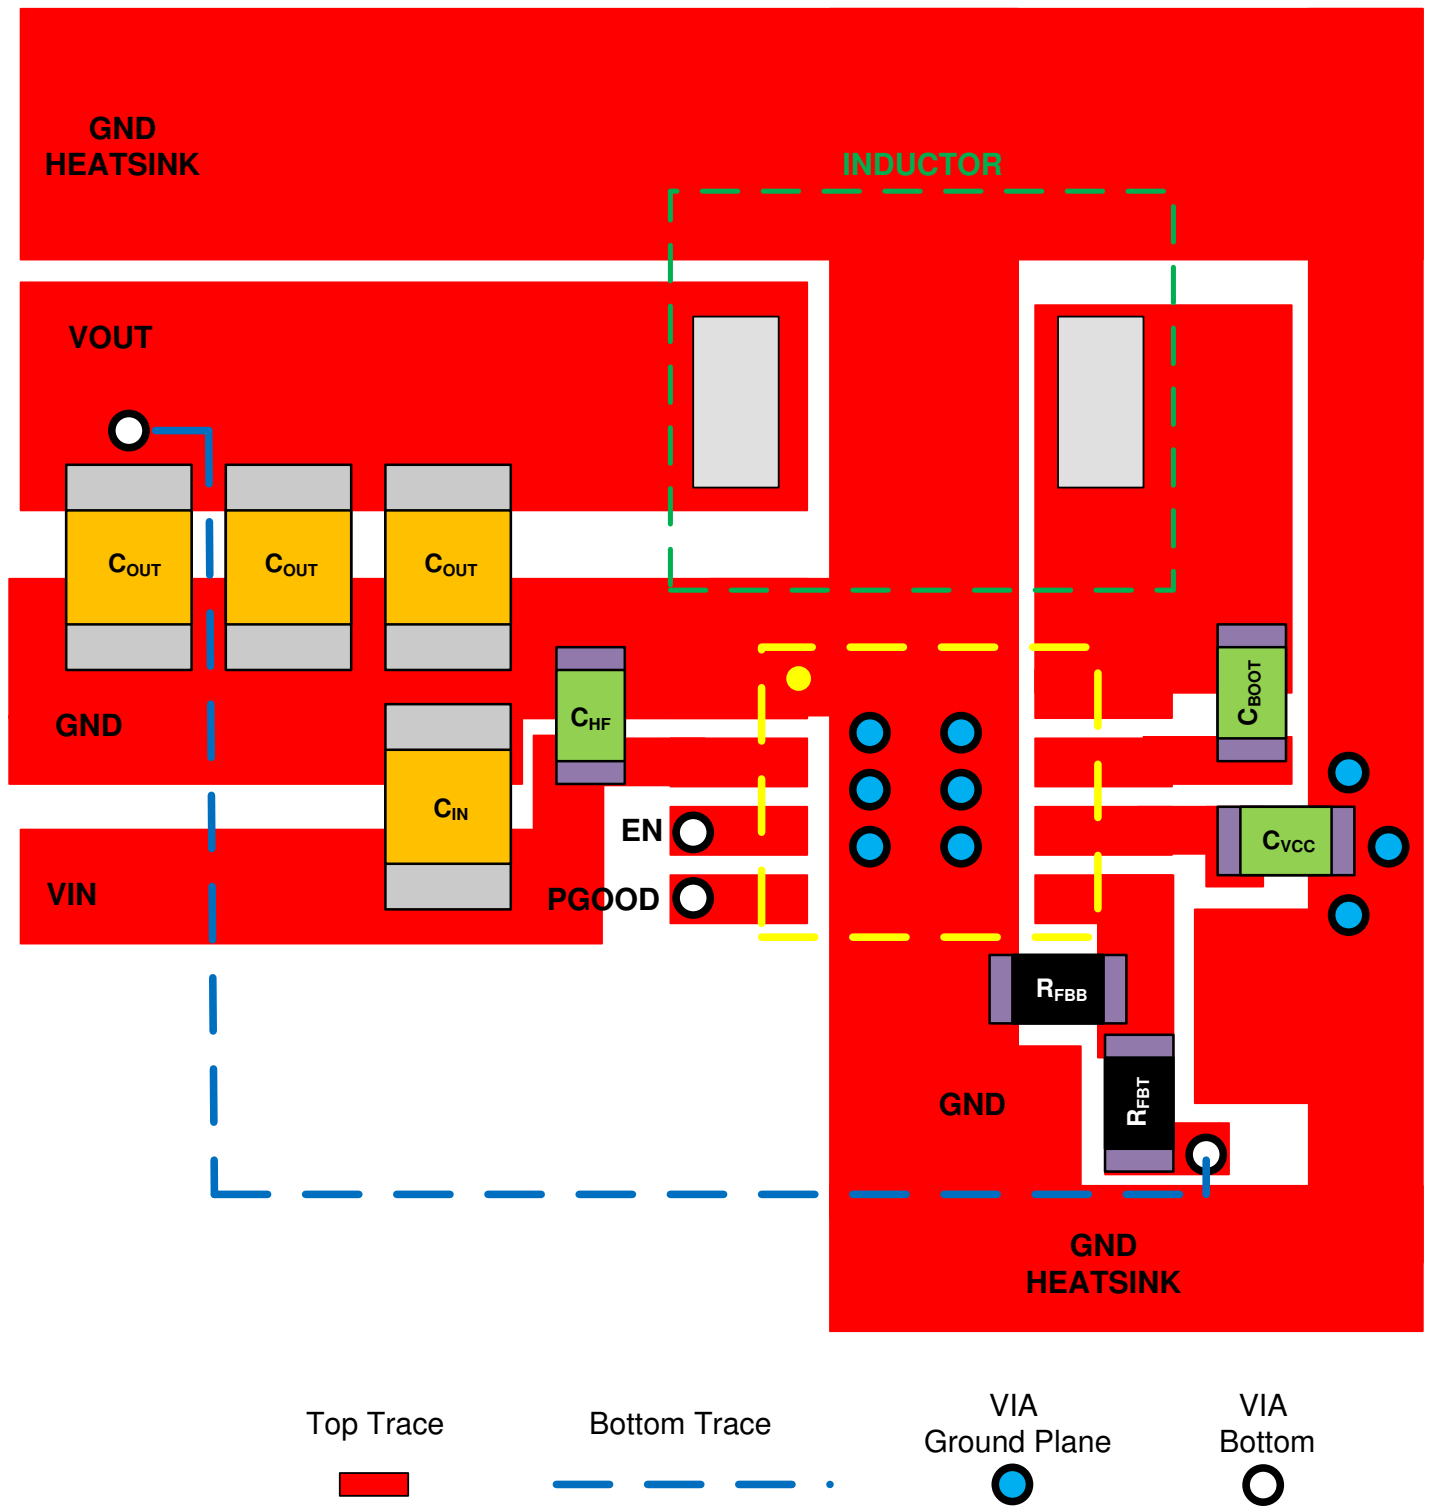 GND
HEATSINK
INDUCTOR
VOUT
COUT
COUT
COUT
CHF
CBOOT
GND
CIN
EN
CVCC
VIN
PGOOD
RFBB
GND
RFBT
GND
HEATSINK
Top Trace
Bottom Trace
VIA
Ground Plane
VIA
Bottom